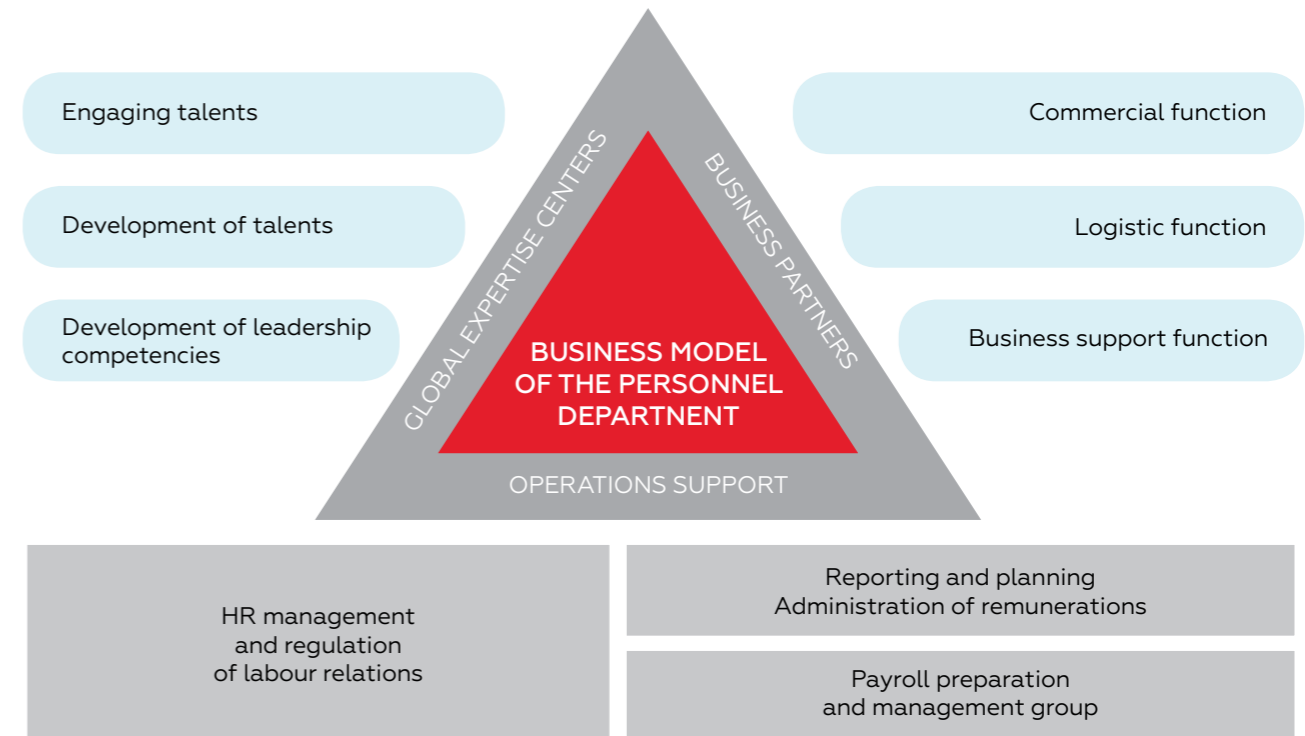 Engaging talents
Development of talents
Development of leadership
competencies
GLOBAL EXPERTISE CENTERS
BUSINESS PARTNERS
Commercial function
Logistic function
Business support function
BUSINESS MODEL
OF THE PERSONNEL
DEPARTNENT
OPERATIONS SUPPORT
HR management
and regulation
of labour relations
Reporting and planning
Administration of remunerations
Payroll preparation
and management group